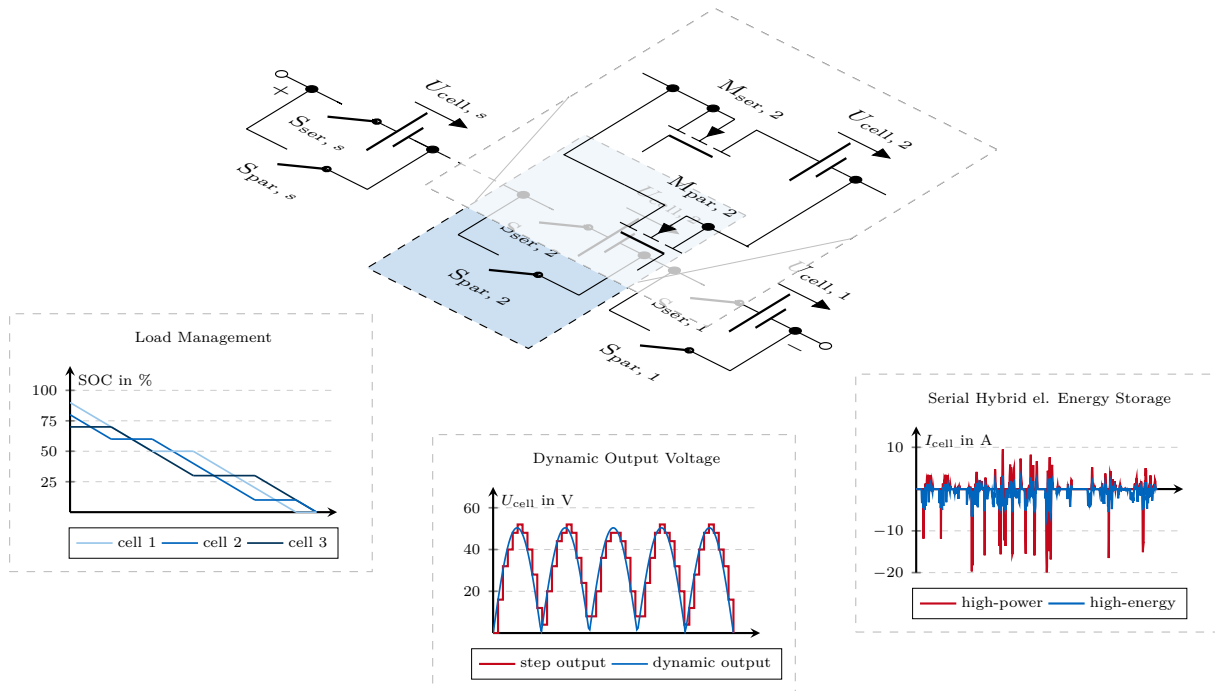 +
U_cell, s
S_ser, s
S_par, s
M_ser, 2
U_cell, 2
M_par, 2
U_cell, 2
S_ser, 2
S_par, 2
U_cell, 1
S_ser, 1
S_par, 1
−
Load Management
SOC in %
100
75
50
25
cell 1 cell 2 cell 3
Dynamic Output Voltage
U_cell in V
60
40
20
step output dynamic output
Serial Hybrid el. Energy Storage
I_cell in A
10
0
−10
−20
high-power high-energy